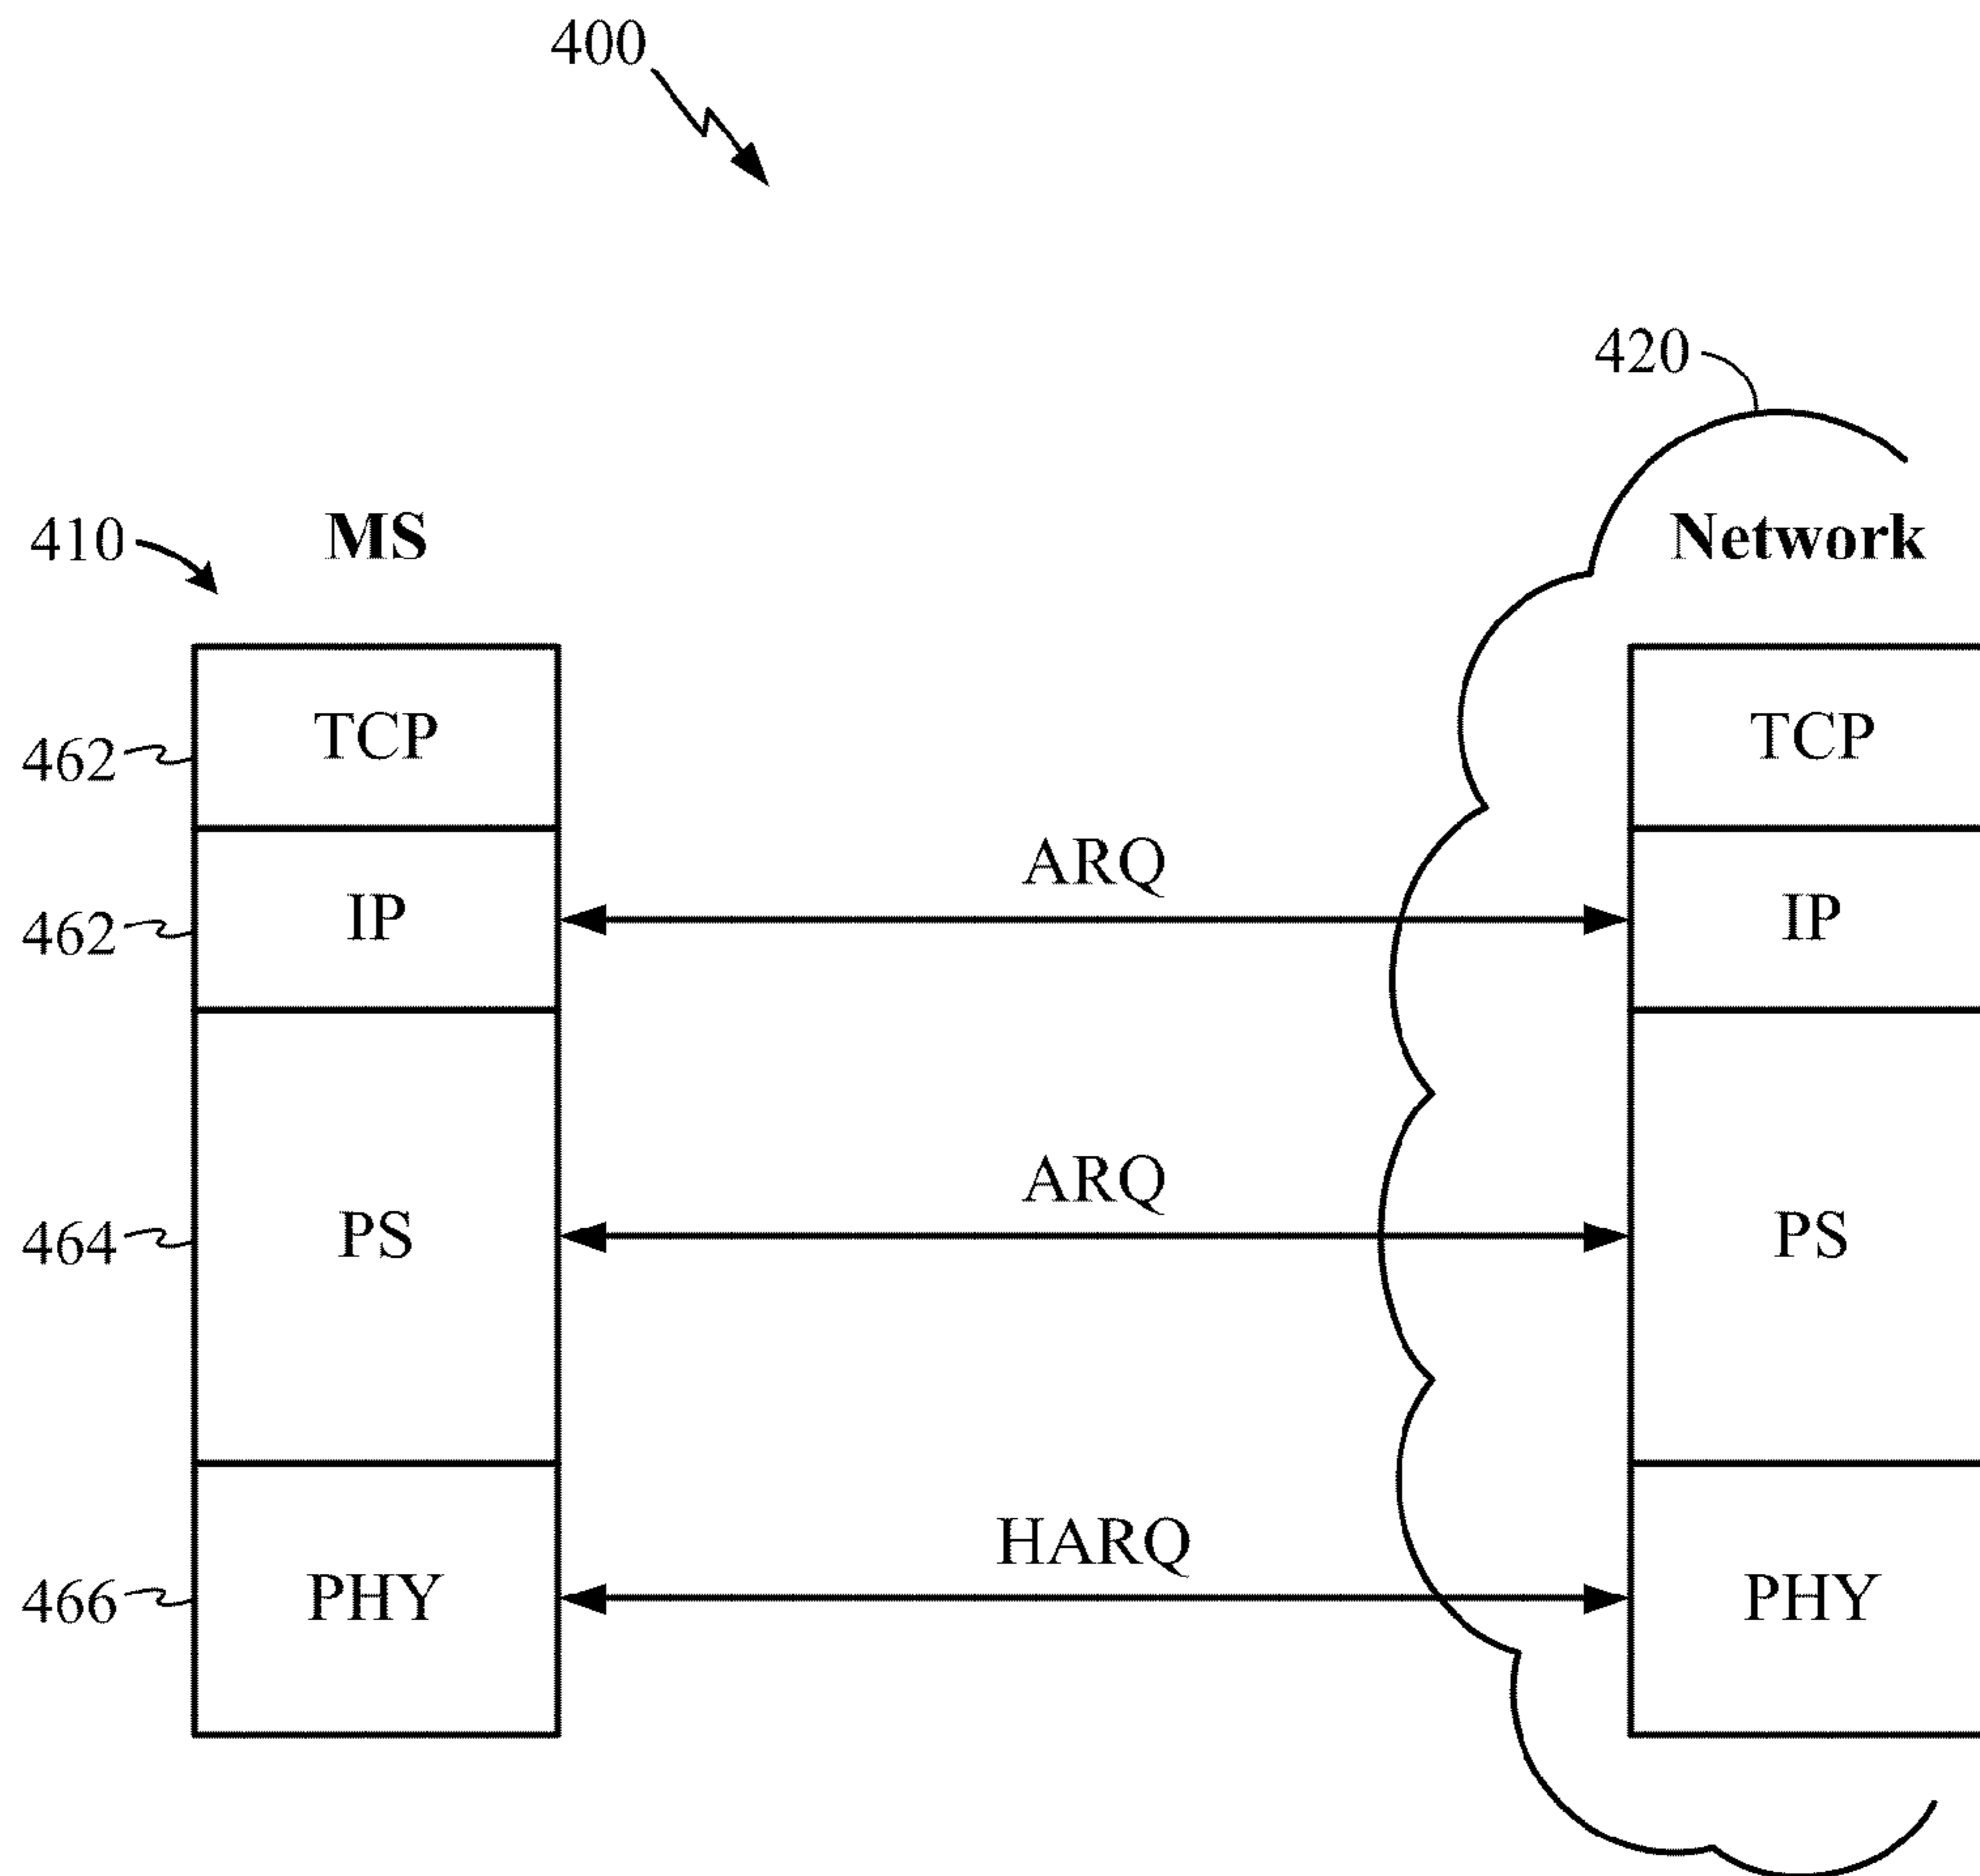 400
420
410
MS
Network
462
TCP
TCP
ARQ
462
IP
IP
ARQ
464
PS
PS
HARQ
466
PHY
PHY